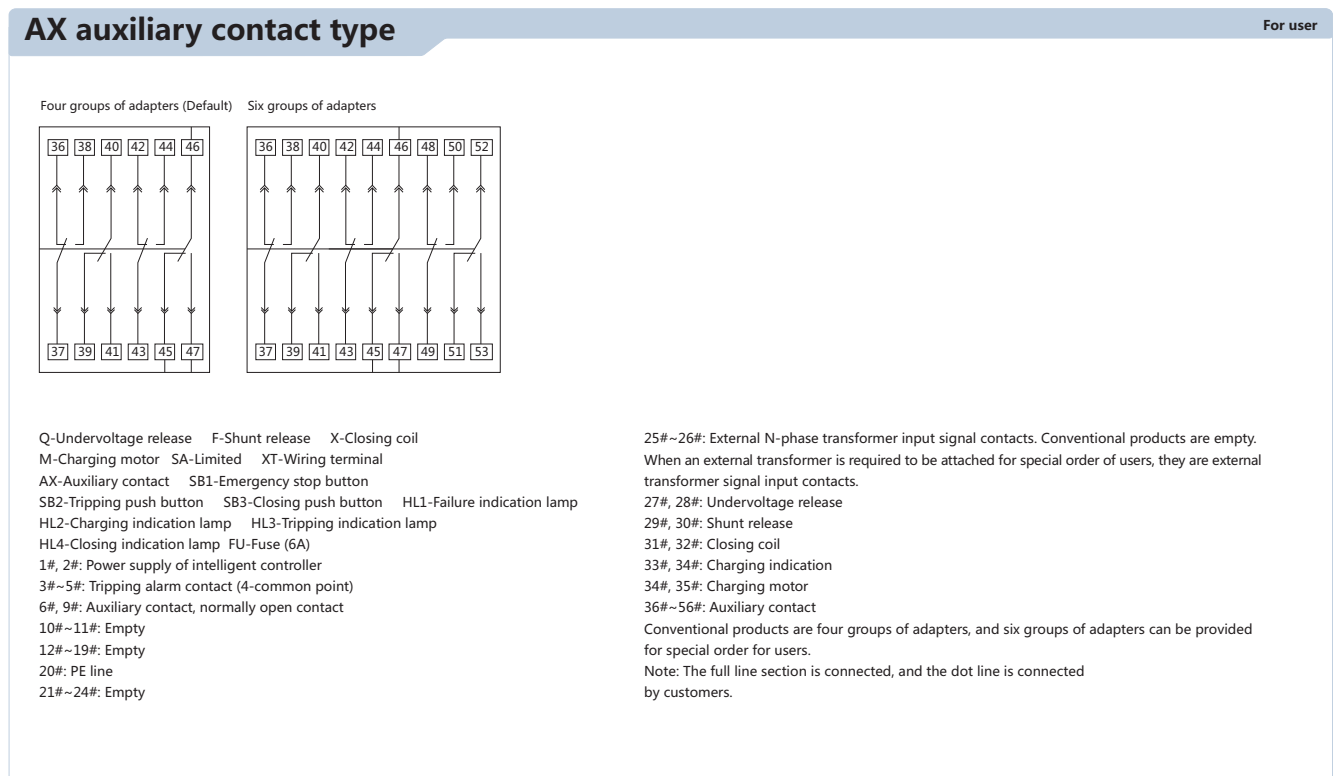 AX auxiliary contact type
For user
Four groups of adapters (Default)
Six groups of adapters
36 38 40 42 44 46
36 38 40 42 44 46 48 50 52
37 39 41 43 45 47
37 39 41 43 45 47 49 51 53
Q-Undervoltage release F-Shunt release X-Closing coil
M-Charging motor SA-Limited XT-Wiring terminal
AX-Auxiliary contact SB1-Emergency stop button
SB2-Tripping push button SB3-Closing push button HL1-Failure indication lamp
HL2-Charging indication lamp HL3-Tripping indication lamp
HL4-Closing indication lamp FU-Fuse (6A)
1#, 2#: Power supply of intelligent controller
3#~5#: Tripping alarm contact (4-common point)
6#, 9#: Auxiliary contact, normally open contact
10#~11#: Empty
12#~19#: Empty
20#: PE line
21#~24#: Empty
25#~26#: External N-phase transformer input signal contacts. Conventional products are empty.
When an external transformer is required to be attached for special order of users, they are external
transformer signal input contacts.
27#, 28#: Undervoltage release
29#, 30#: Shunt release
31#, 32#: Closing coil
33#, 34#: Charging indication
34#, 35#: Charging motor
36#~56#: Auxiliary contact
Conventional products are four groups of adapters, and six groups of adapters can be provided
for special order for users.
Note: The full line section is connected, and the dot line is connected
by customers.